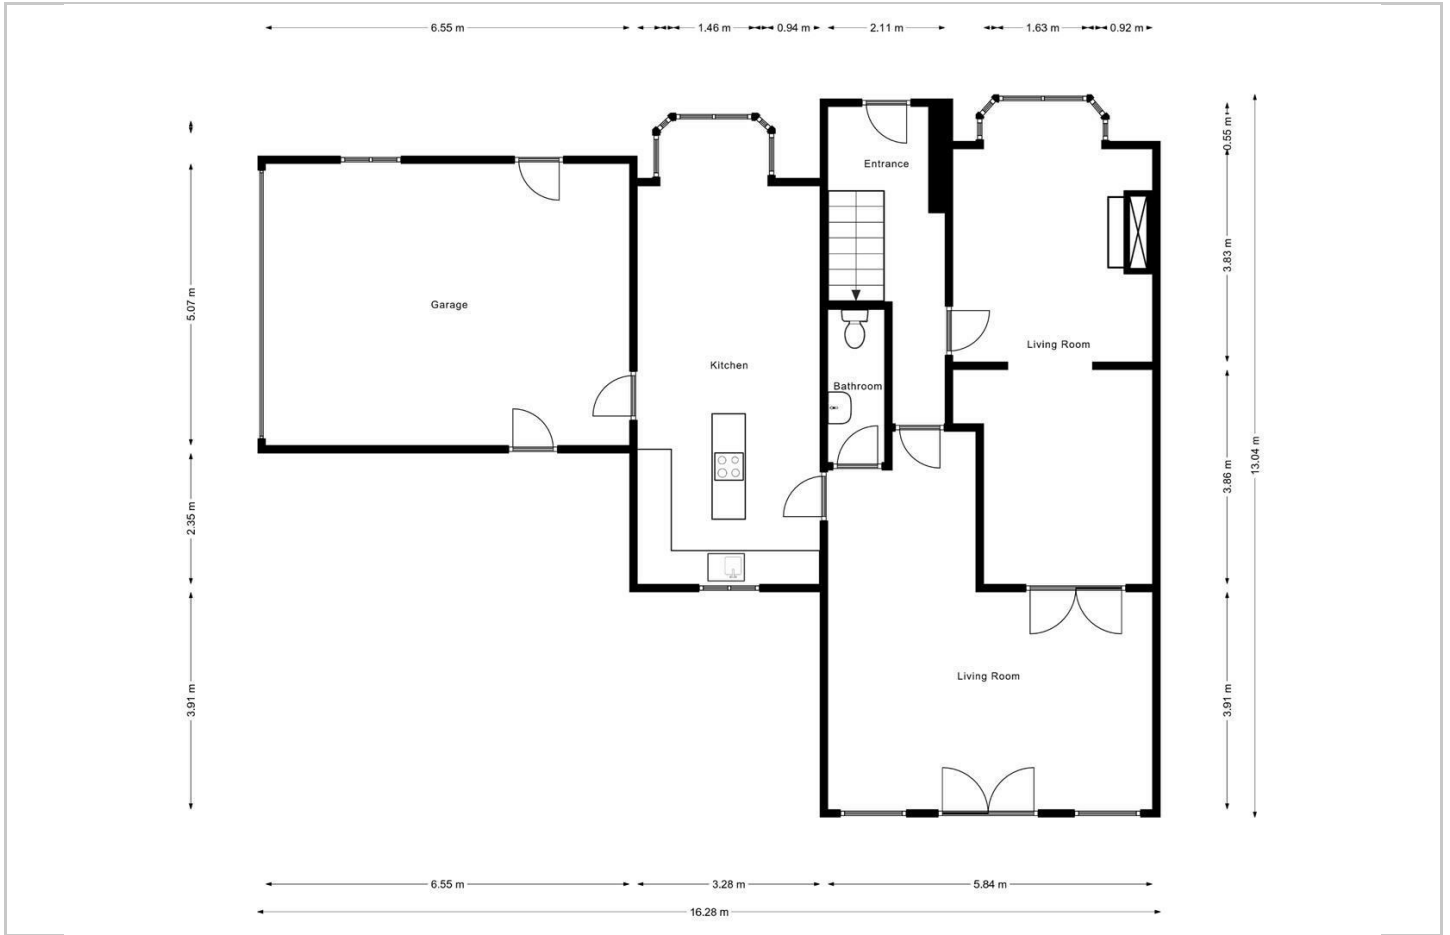 6.55 m
1.46 m
0.94 m
2.11 m
1.63 m
0.92 m
0.55 m
Entrance
5.07 m
3.83 m
Garage
Living Room
Kitchen
Bathroom
13.04 m
3.86 m
2.35 m
Living Room
3.91 m
3.91 m
6.55 m
3.28 m
5.84 m
16.28 m